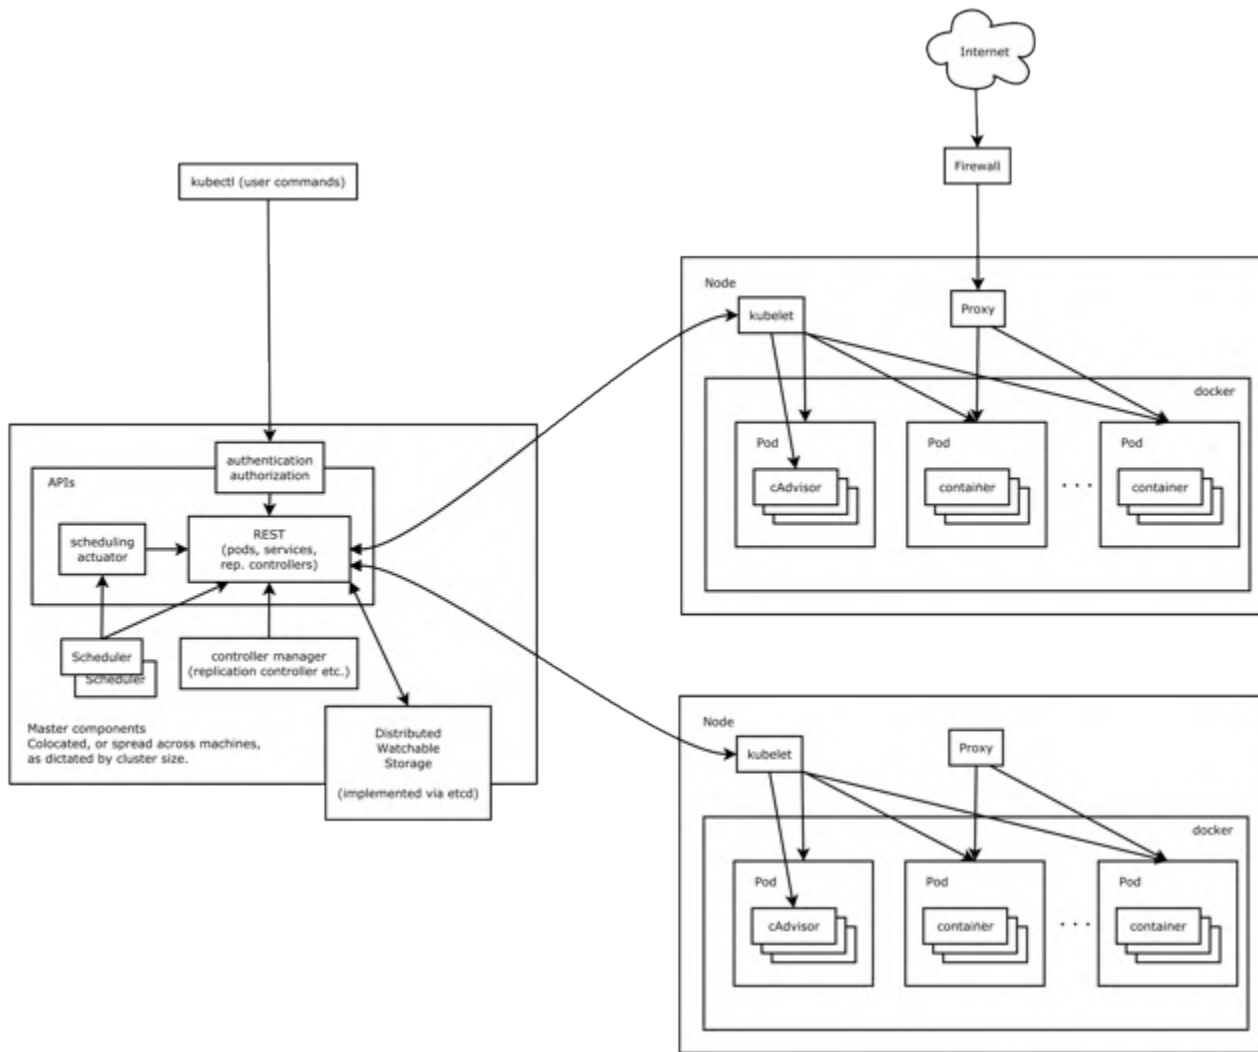 Internet
Firewall
kubectl (user commands)
Node
kubelet
Proxy
docker
Pod
cAdvisor
Pod
container
. . .
Pod
container
authentication
authorization
APIs
scheduling
actuator
REST
(pods, services,
rep. controllers)
Scheduler
Scheduler
controller manager
(replication controller etc.)
Master components
Colocated, or spread across machines,
as dictated by cluster size.
Distributed
Watchable
Storage
(implemented via etcd)
Node
kubelet
Proxy
docker
Pod
cAdvisor
Pod
container
. . .
Pod
container